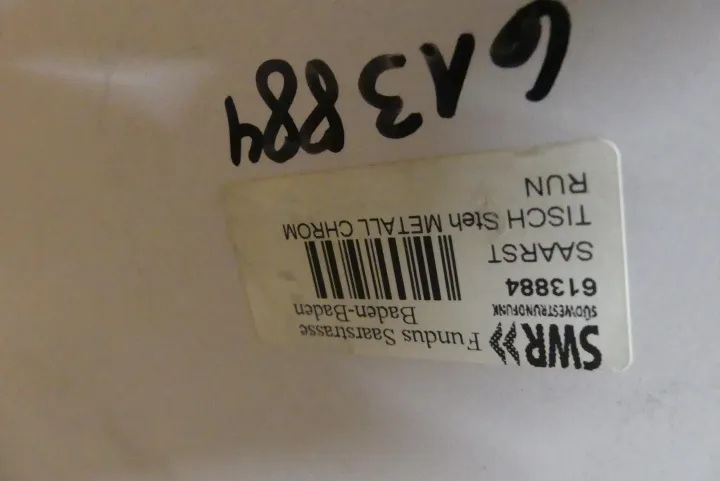 SWR» Fundus Saarstrasse
SÜDWESTRUNDFUNK Baden-Baden
613884
SAARST
TISCH Steh METALL CHROM
RUN
613884